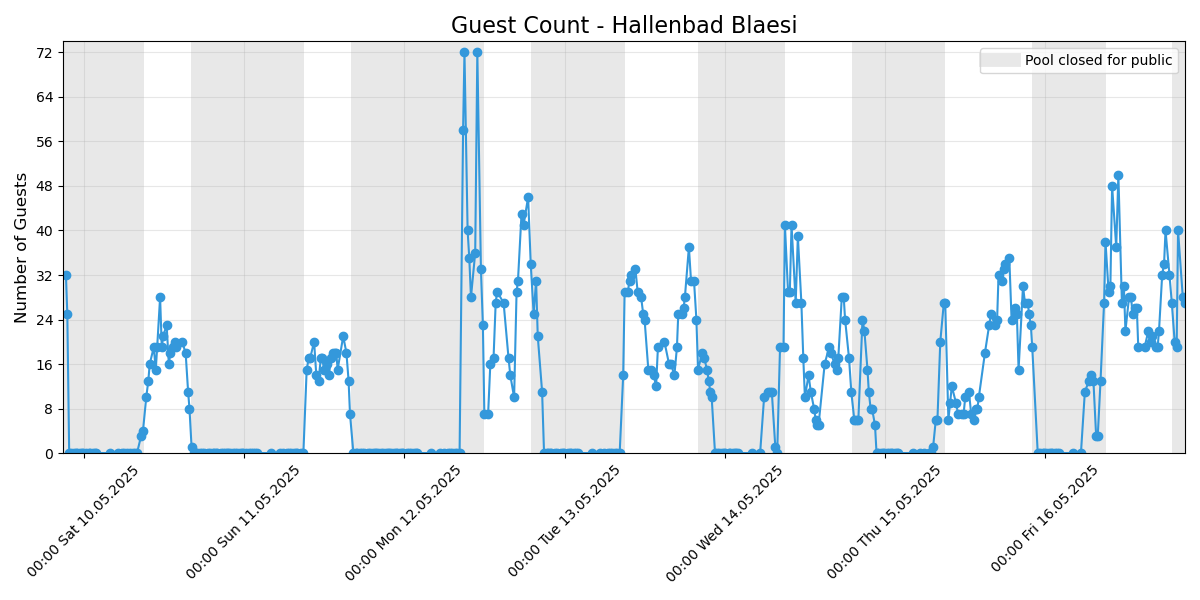 Guest Count - Hallenbad Blaesi
Pool closed for public
Number of Guests
72
64
56
48
40
32
24
16
8
0
00:00 Sat 10.05.2025
00:00 Sun 11.05.2025
00:00 Mon 12.05.2025
00:00 Tue 13.05.2025
00:00 Wed 14.05.2025
00:00 Thu 15.05.2025
00:00 Fri 16.05.2025